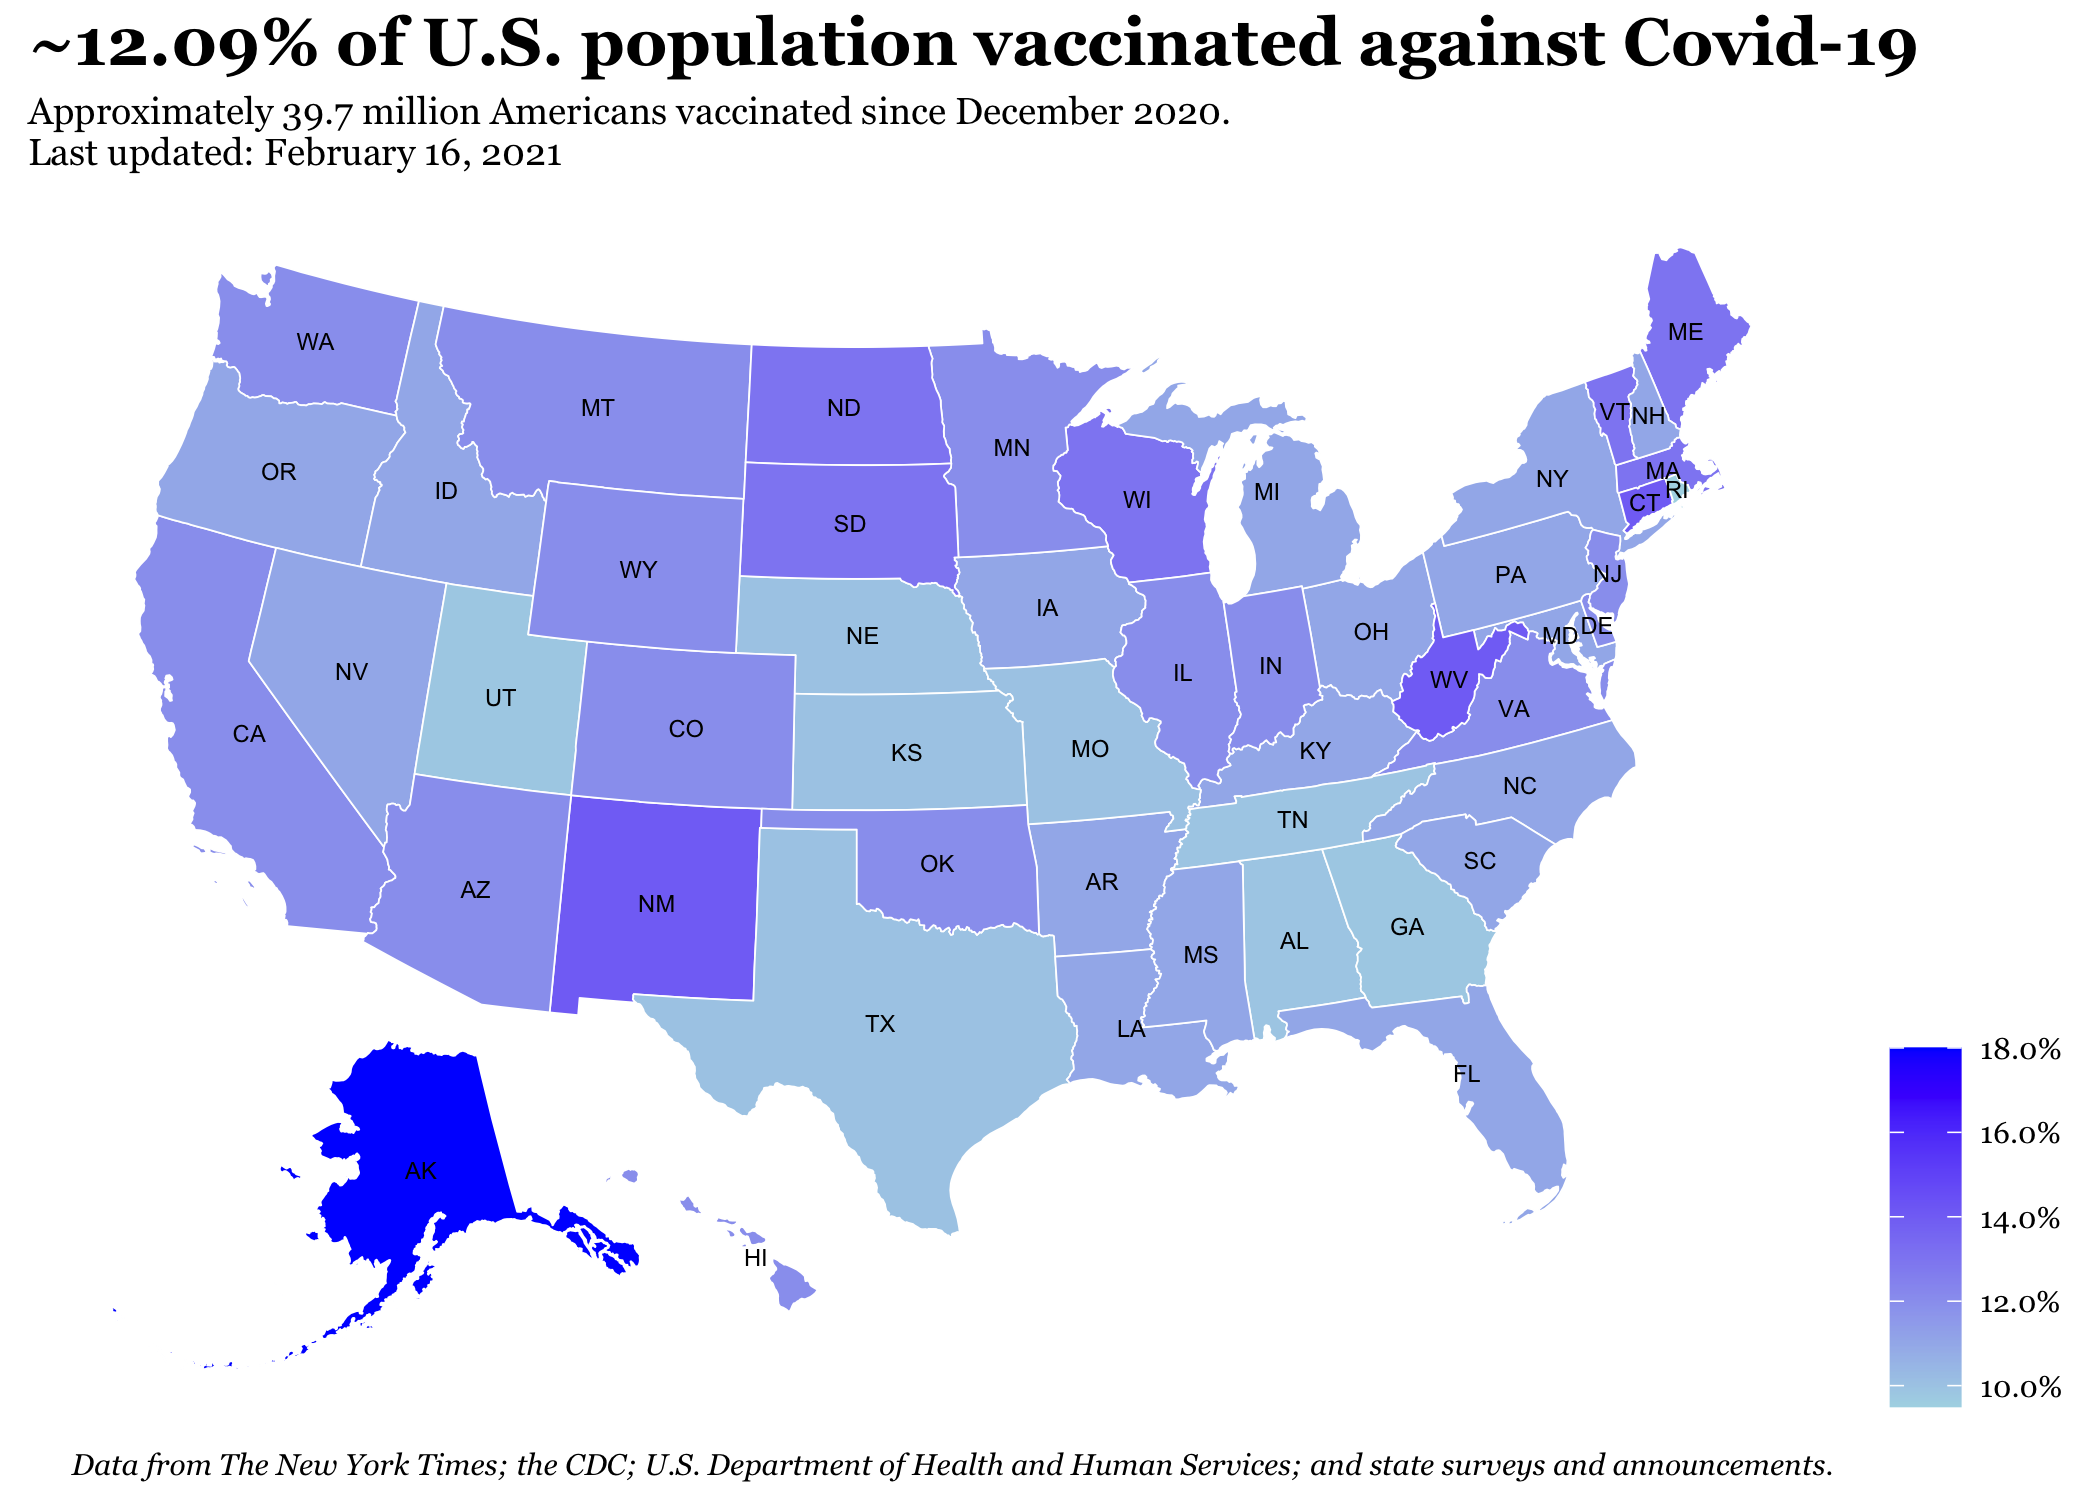 ~12.09% of U.S. population vaccinated against Covid-19
Approximately 39.7 million Americans vaccinated since December 2020.
Last updated: February 16, 2021
WA
ME
MT
ND
VT
NH
MN
OR
ID
MA
NY
RI
MI
WI
CT
SD
WY
PA
NJ
IA
DE
OH
MD
NE
IN
NV
IL
WV
UT
VA
CO
CA
MO
KY
KS
NC
TN
SC
OK
AR
AZ
NM
GA
AL
MS
TX
LA
FL
AK
HI
18.0%
16.0%
14.0%
12.0%
10.0%
Data from The New York Times; the CDC; U.S. Department of Health and Human Services; and state surveys and announcements.